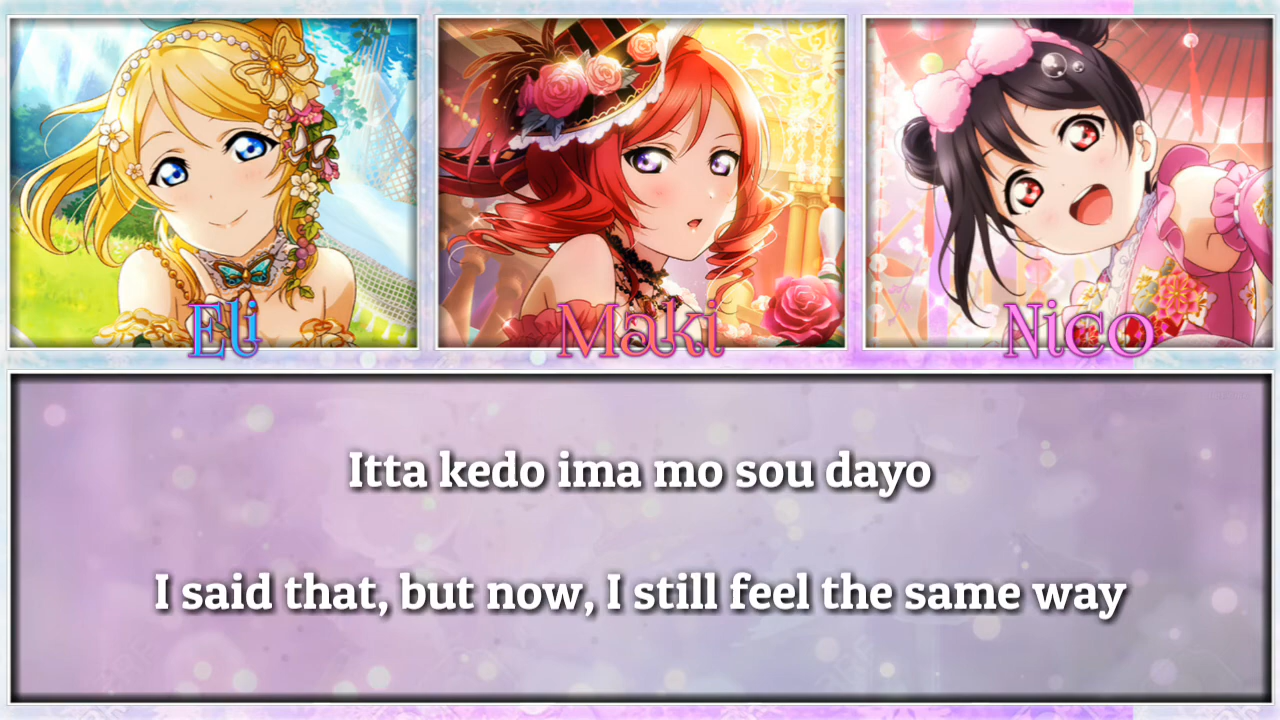 Eli
Maki
Nico
Itta kedo ima mo sou dayo
I said that, but now, I still feel the same way